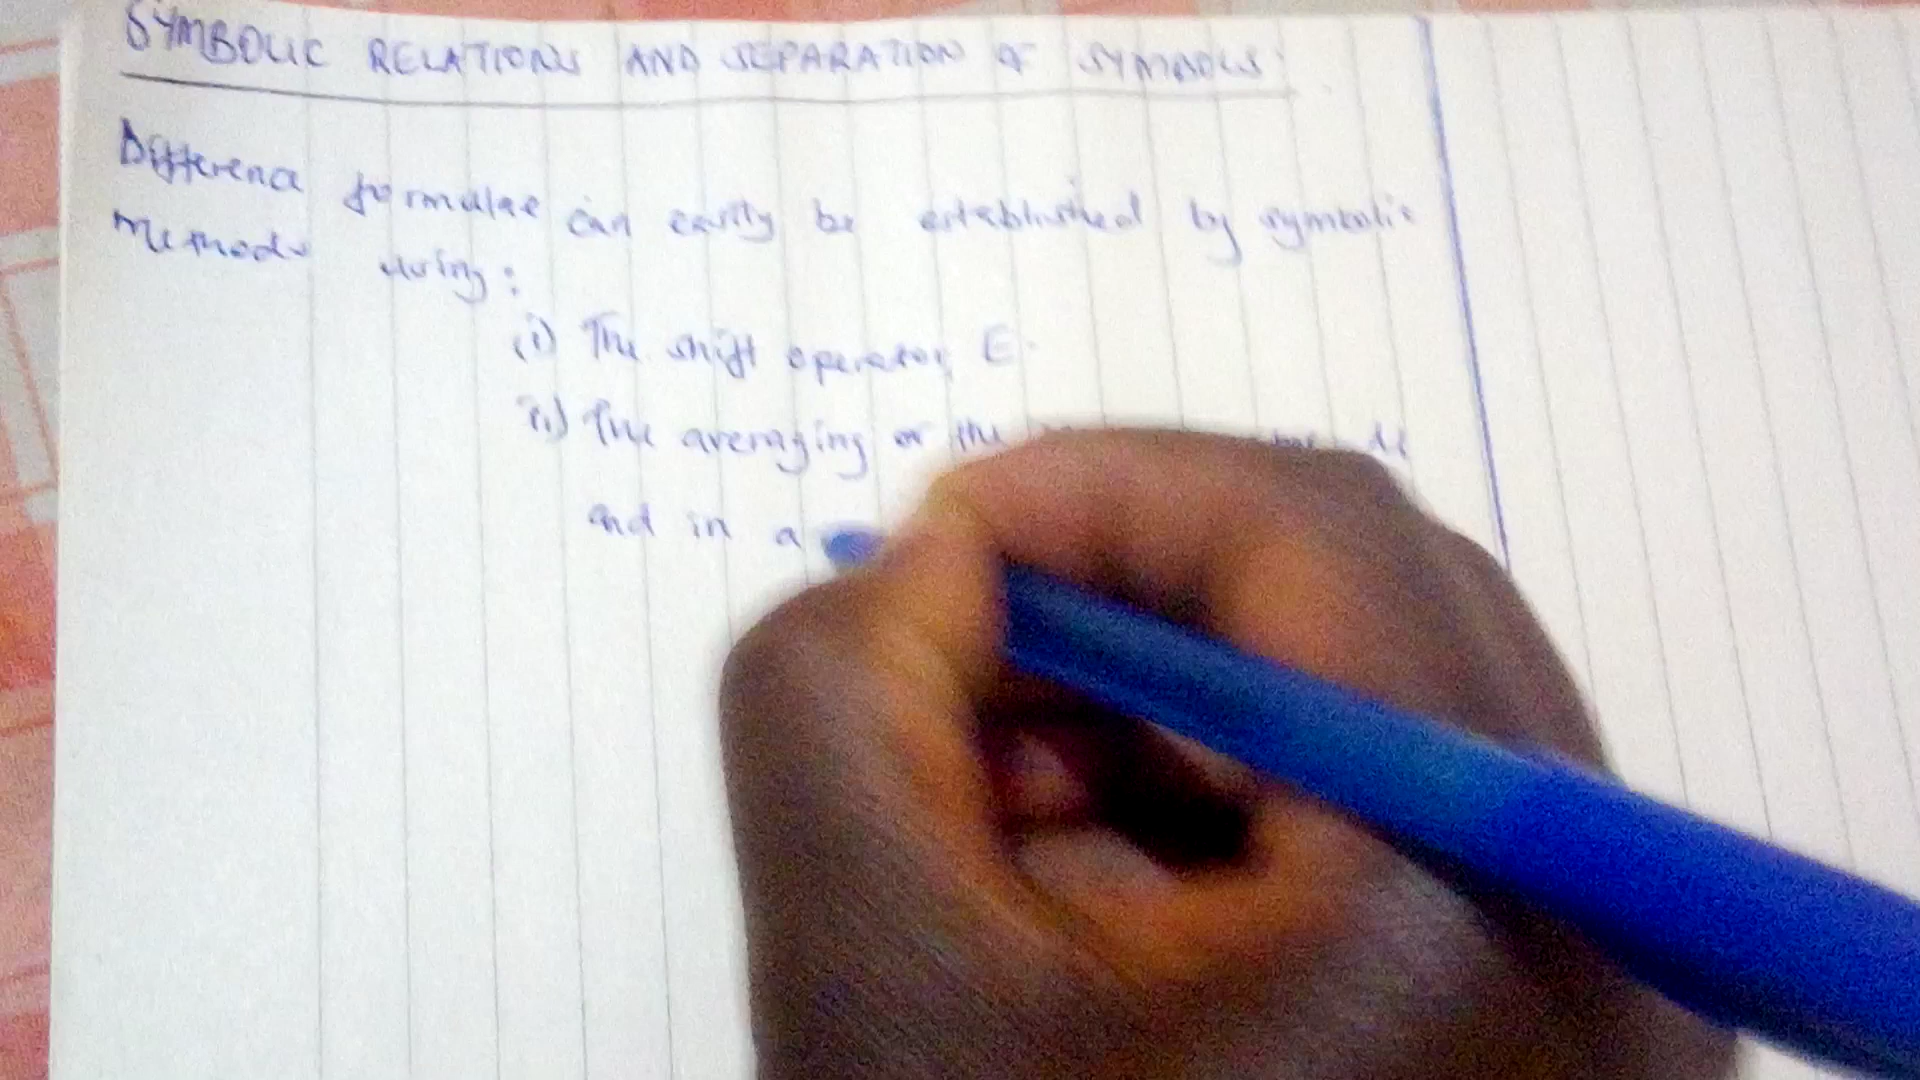 SYMBOLIC RELATIONS AND SEPARATION OF SYMBOLS
Difference formulae can easily be established by symbolic
methods using:
(i) The shift operator, E.
ii) The averaging or the
and in a